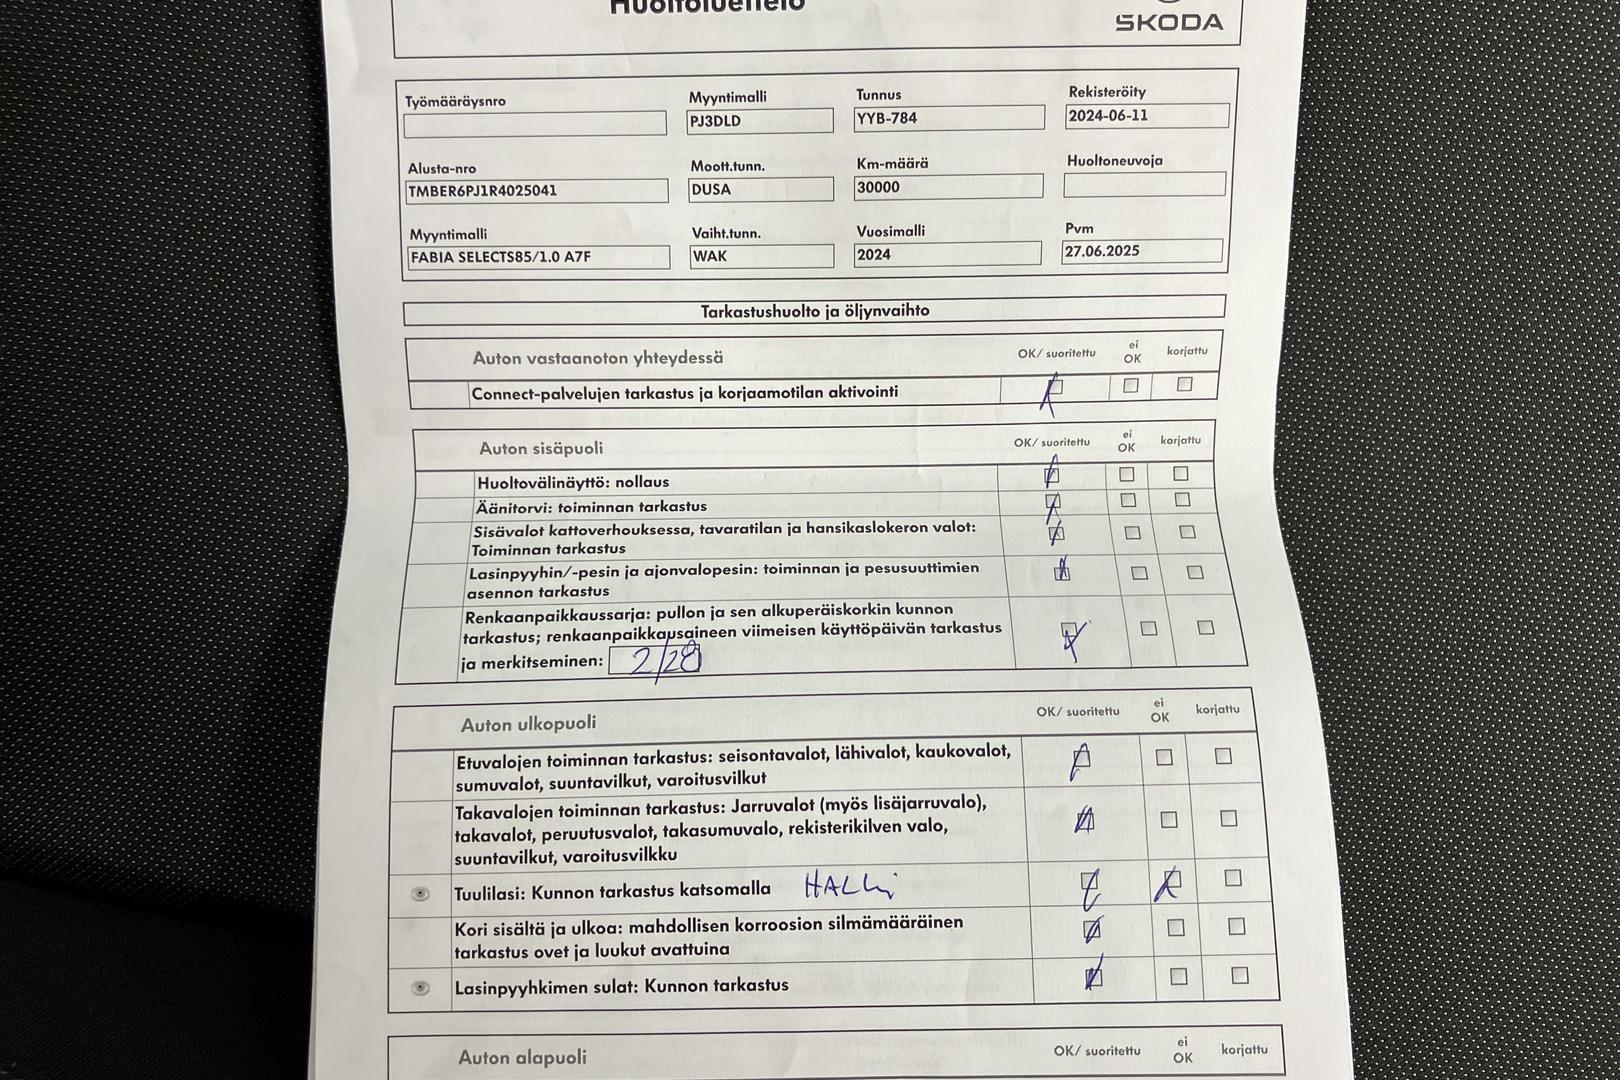 Huoltoluettelo
SKODA
Työmääräysnro
Myyntimalli
PJ3DLD
Tunnus
YYB-784
Rekisteröity
2024-06-11
Alusta-nro
TMBER6PJ1R4025041
Moott.tunn.
DUSA
Km-määrä
30000
Huoltoneuvoja
Myyntimalli
FABIA SELECTS85/1.0 A7F
Vaiht.tunn.
WAK
Vuosimalli
2024
Pvm
27.06.2025
Tarkastushuolto ja öljynvaihto
Auton vastaanoton yhteydessä OK/ suoritettu ei OK korjattu
Connect-palvelujen tarkastus ja korjaamotilan aktivointi
Auton sisäpuoli OK/ suoritettu ei OK korjattu
Huoltovälinäyttö: nollaus
Äänitorvi: toiminnan tarkastus
Sisävalot kattoverhouksessa, tavaratilan ja hansikaslokeron valot:
Toiminnan tarkastus
Lasinpyyhin/-pesin ja ajonvalopesin: toiminnan ja pesusuuttimien
asennon tarkastus
Renkaanpaikkaussarja: pullon ja sen alkuperäiskorkin kunnon
tarkastus; renkaanpaikkausaineen viimeisen käyttöpäivän tarkastus
ja merkitseminen: 2/28
Auton ulkopuoli OK/ suoritettu ei OK korjattu
Etuvalojen toiminnan tarkastus: seisontavalot, lähivalot, kaukovalot,
sumuvalot, suuntavilkut, varoitusvilkut
Takavalojen toiminnan tarkastus: Jarruvalot (myös lisäjarruvalo),
takavalot, peruutusvalot, takasumuvalo, rekisterikilven valo,
suuntavilkut, varoitusvilkku
Tuulilasi: Kunnon tarkastus katsomalla
Kori sisältä ja ulkoa: mahdollisen korroosion silmämääräinen
tarkastus ovet ja luukut avattuina
Lasinpyyhkimen sulat: Kunnon tarkastus
Auton alapuoli OK/ suoritettu ei OK korjattu